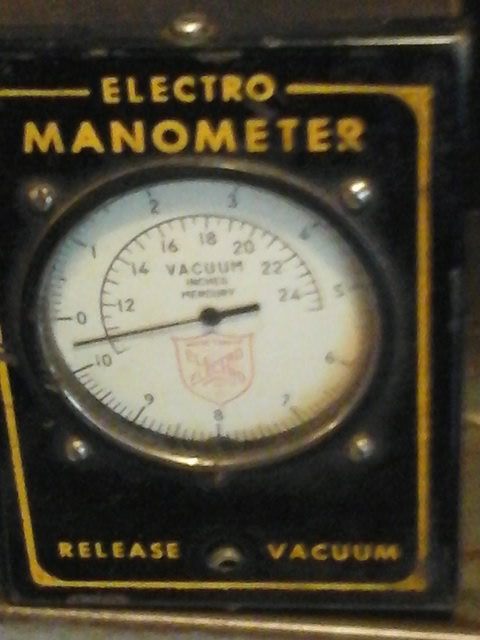 ELECTRO
MANOMETER
2 3
1 4
16 18 20
14 VACUUM 22
INCHES
MERCURY
0 12 24 5
10 6
9 8 7
RELEASE VACUUM